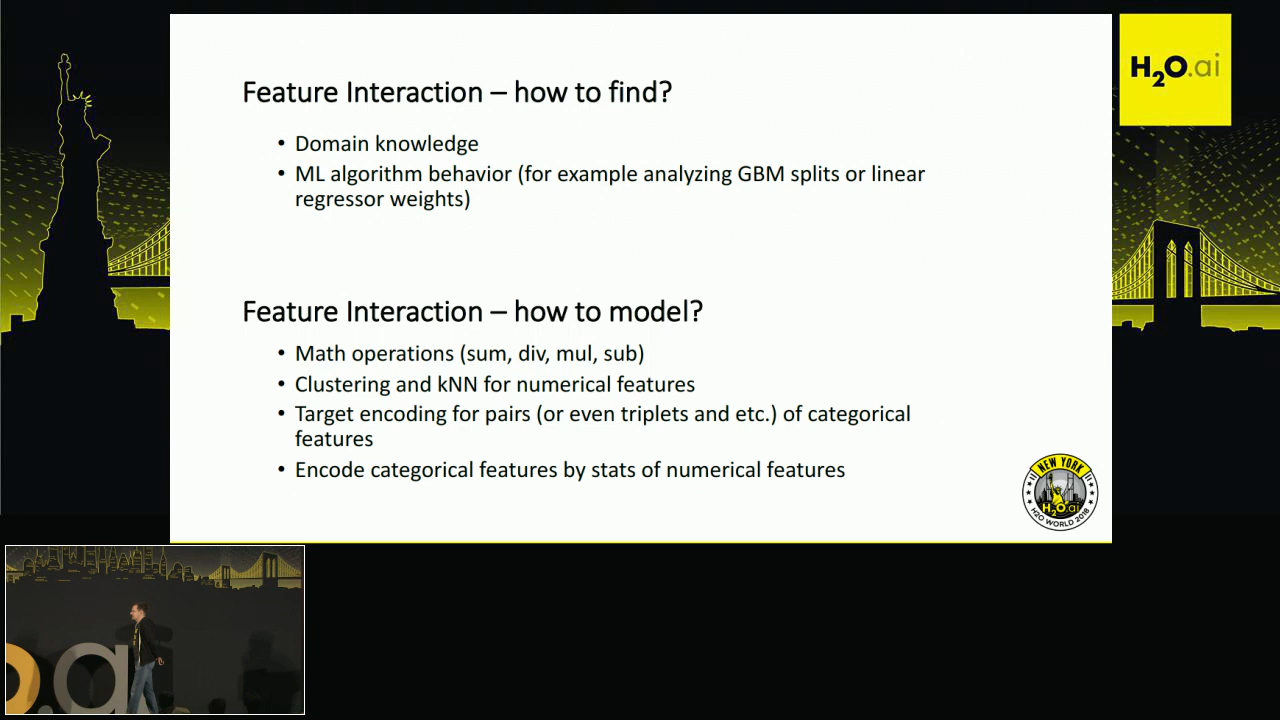 H2O.ai
Feature Interaction – how to find?
• Domain knowledge
• ML algorithm behavior (for example analyzing GBM splits or linear
regressor weights)
Feature Interaction – how to model?
• Math operations (sum, div, mul, sub)
• Clustering and kNN for numerical features
• Target encoding for pairs (or even triplets and etc.) of categorical
features
• Encode categorical features by stats of numerical features
NEW YORK
H2O.ai
H2O WORLD 2018
o.a